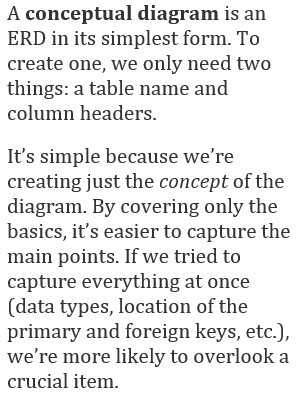 A conceptual diagram is an
ERD in its simplest form. To
create one, we only need two
things: a table name and
column headers.
It’s simple because we’re
creating just the concept of the
diagram. By covering only the
basics, it’s easier to capture the
main points. If we tried to
capture everything at once
(data types, location of the
primary and foreign keys, etc.),
we’re more likely to overlook a
crucial item.